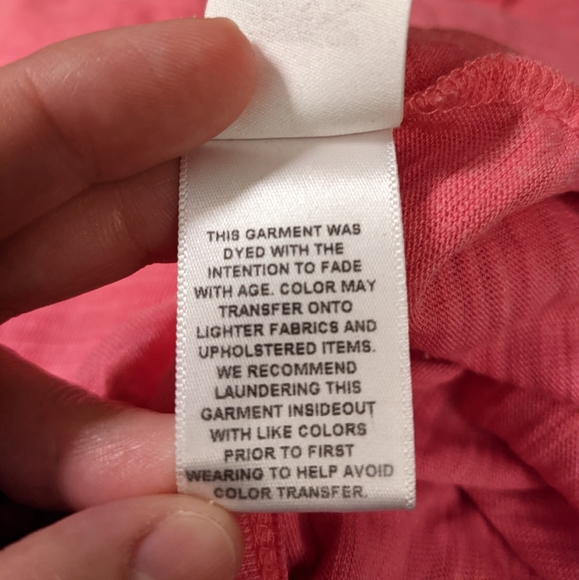 THIS GARMENT WAS
DYED WITH THE
INTENTION TO FADE
WITH AGE. COLOR MAY
TRANSFER ONTO
LIGHTER FABRICS AND
UPHOLSTERED ITEMS.
WE RECOMMEND
LAUNDERING THIS
GARMENT INSIDEOUT
WITH LIKE COLORS
PRIOR TO FIRST
WEARING TO HELP AVOID
COLOR TRANSFER.